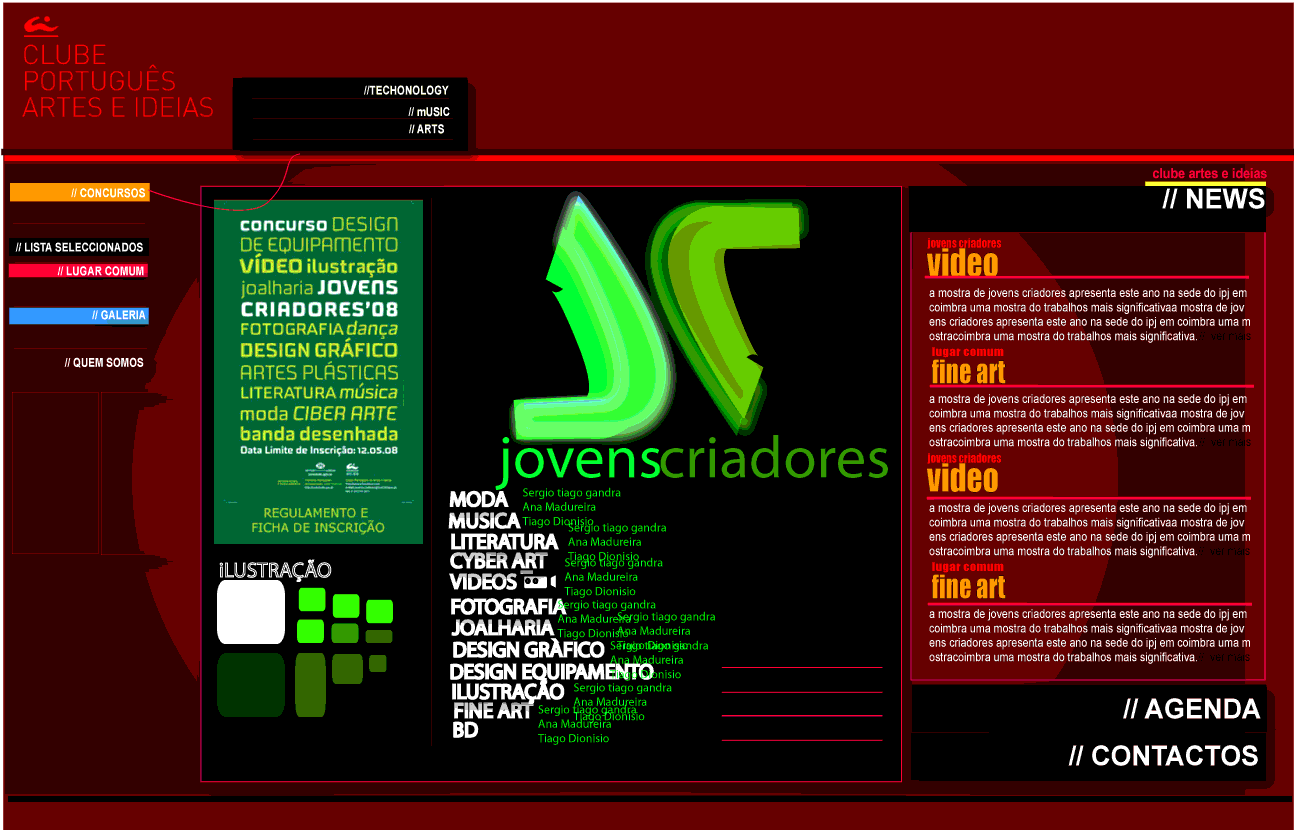 CLUBE
PORTUGUÊS
ARTES E IDEIAS
//TECHONOLOGY
// mUSIC
// ARTS
// CONCURSOS
// LISTA SELECCIONADOS
// LUGAR COMUM
// GALERIA
// QUEM SOMOS
concurso DESIGN
DE EQUIPAMENTO
VÍDEO ilustração
joalharia JOVENS
CRIADORES'08
FOTOGRAFIA dança
DESIGN GRÁFICO
ARTES PLÁSTICAS
LITERATURA música
moda CIBER ARTE
banda desenhada
Data Limite de Inscrição: 12.05.08
REGULAMENTO E
FICHA DE INSCRIÇÃO
iLUSTRAÇÃO
jovenscriadores
MODA
Sergio tiago gandra
Ana Madureira
Tiago Dionisio
MUSICA
LITERATURA
Sergio tiago gandra
Ana Madureira
Tiago Dionisio
CYBER ART
VIDEOS
Sergio tiago gandra
Ana Madureira
Tiago Dionisio
FOTOGRAFIA
Sergio tiago gandra
Ana Madureira
Tiago Dionisio
JOALHARIA
Sergio tiago gandra
Ana Madureira
Tiago Dionisio
DESIGN GRÀFICO
Sergio tiago gandra
Ana Madureira
Tiago Dionisio
DESIGN EQUIPAMENTO
ILUSTRAÇÃO
Sergio tiago gandra
Ana Madureira
Tiago Dionisio
FINE ART
Sergio tiago gandra
Ana Madureira
Tiago Dionisio
BD
clube artes e ideias
// NEWS
jovens criadores
video
a mostra de jovens criadores apresenta este ano na sede do ipj em
coimbra uma mostra do trabalhos mais significativaa mostra de jov
ens criadores apresenta este ano na sede do ipj em coimbra uma m
ostracoimbra uma mostra do trabalhos mais significativa. ver mais
lugar comum
fine art
a mostra de jovens criadores apresenta este ano na sede do ipj em
coimbra uma mostra do trabalhos mais significativaa mostra de jov
ens criadores apresenta este ano na sede do ipj em coimbra uma m
ostracoimbra uma mostra do trabalhos mais significativa. ver mais
jovens criadores
video
a mostra de jovens criadores apresenta este ano na sede do ipj em
coimbra uma mostra do trabalhos mais significativaa mostra de jov
ens criadores apresenta este ano na sede do ipj em coimbra uma m
ostracoimbra uma mostra do trabalhos mais significativa. ver mais
lugar comum
fine art
a mostra de jovens criadores apresenta este ano na sede do ipj em
coimbra uma mostra do trabalhos mais significativaa mostra de jov
ens criadores apresenta este ano na sede do ipj em coimbra uma m
ostracoimbra uma mostra do trabalhos mais significativa. ver mais
// AGENDA
// CONTACTOS